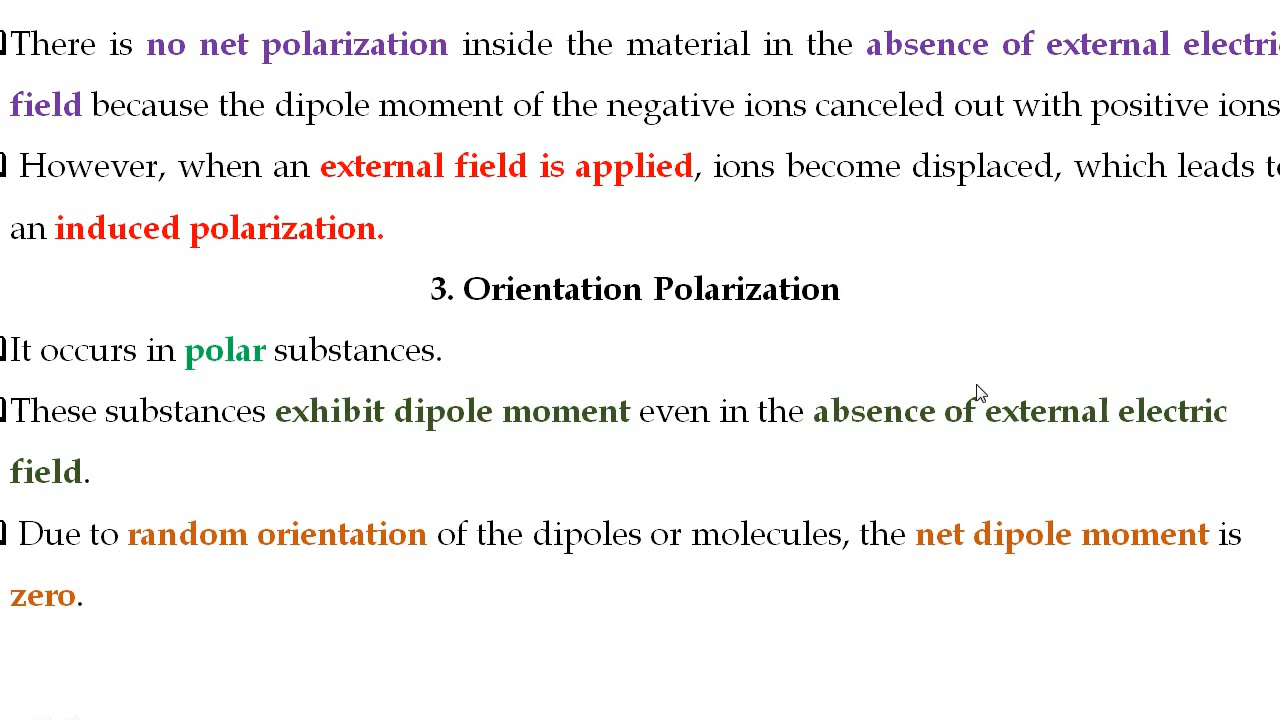 There is no net polarization inside the material in the absence of external electric
field because the dipole moment of the negative ions canceled out with positive ions
However, when an external field is applied, ions become displaced, which leads to
an induced polarization.
3. Orientation Polarization
It occurs in polar substances.
These substances exhibit dipole moment even in the absence of external electric
field.
Due to random orientation of the dipoles or molecules, the net dipole moment is
zero.